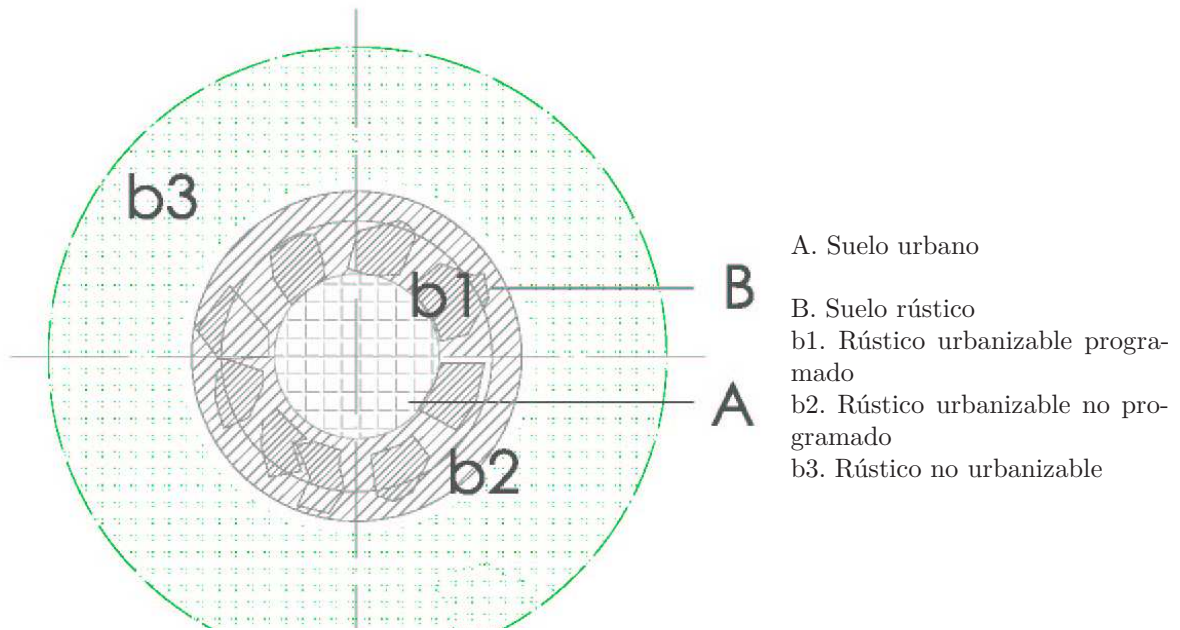 b3
b1
B
A
b2
A. Suelo urbano
B. Suelo rústico
b1. Rústico urbanizable progra-
mado
b2. Rústico urbanizable no pro-
gramado
b3. Rústico no urbanizable